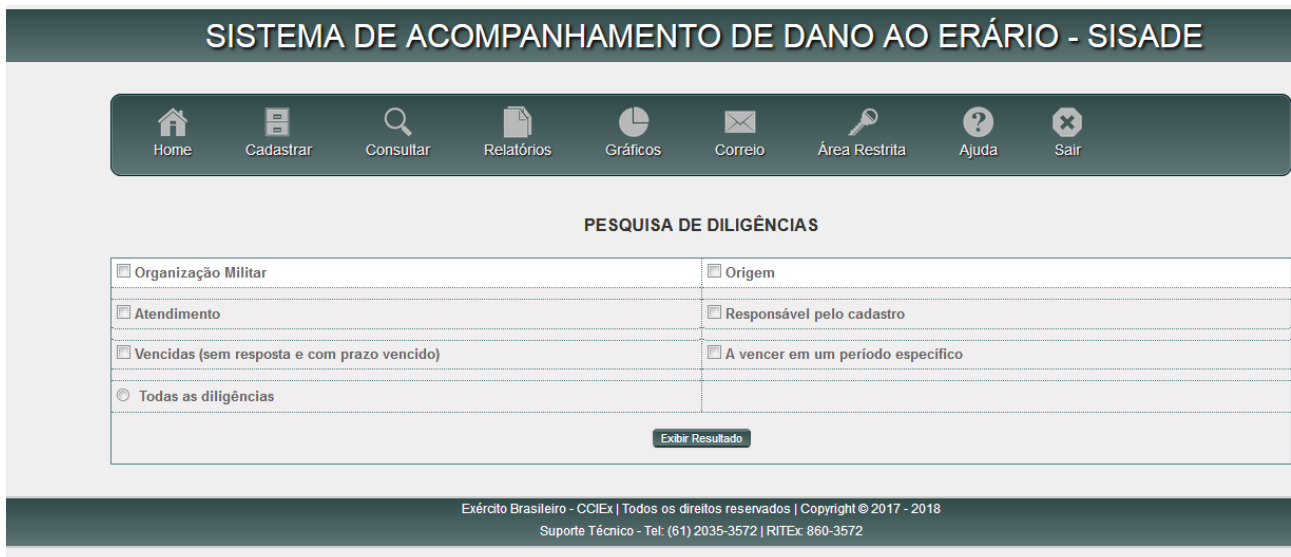 SISTEMA DE ACOMPANHAMENTO DE DANO AO ERÁRIO - SISADE
Home Cadastrar Consultar Relatórios Gráficos Correio Área Restrita Ajuda Sair
PESQUISA DE DILIGÊNCIAS
Organização Militar Origem
Atendimento Responsável pelo cadastro
Vencidas (sem resposta e com prazo vencido) A vencer em um período específico
Todas as diligências
Exibir Resultado
Exército Brasileiro - CCIEx | Todos os direitos reservados | Copyright © 2017 - 2018
Suporte Técnico - Tel: (61) 2035-3572 | RITEx: 860-3572